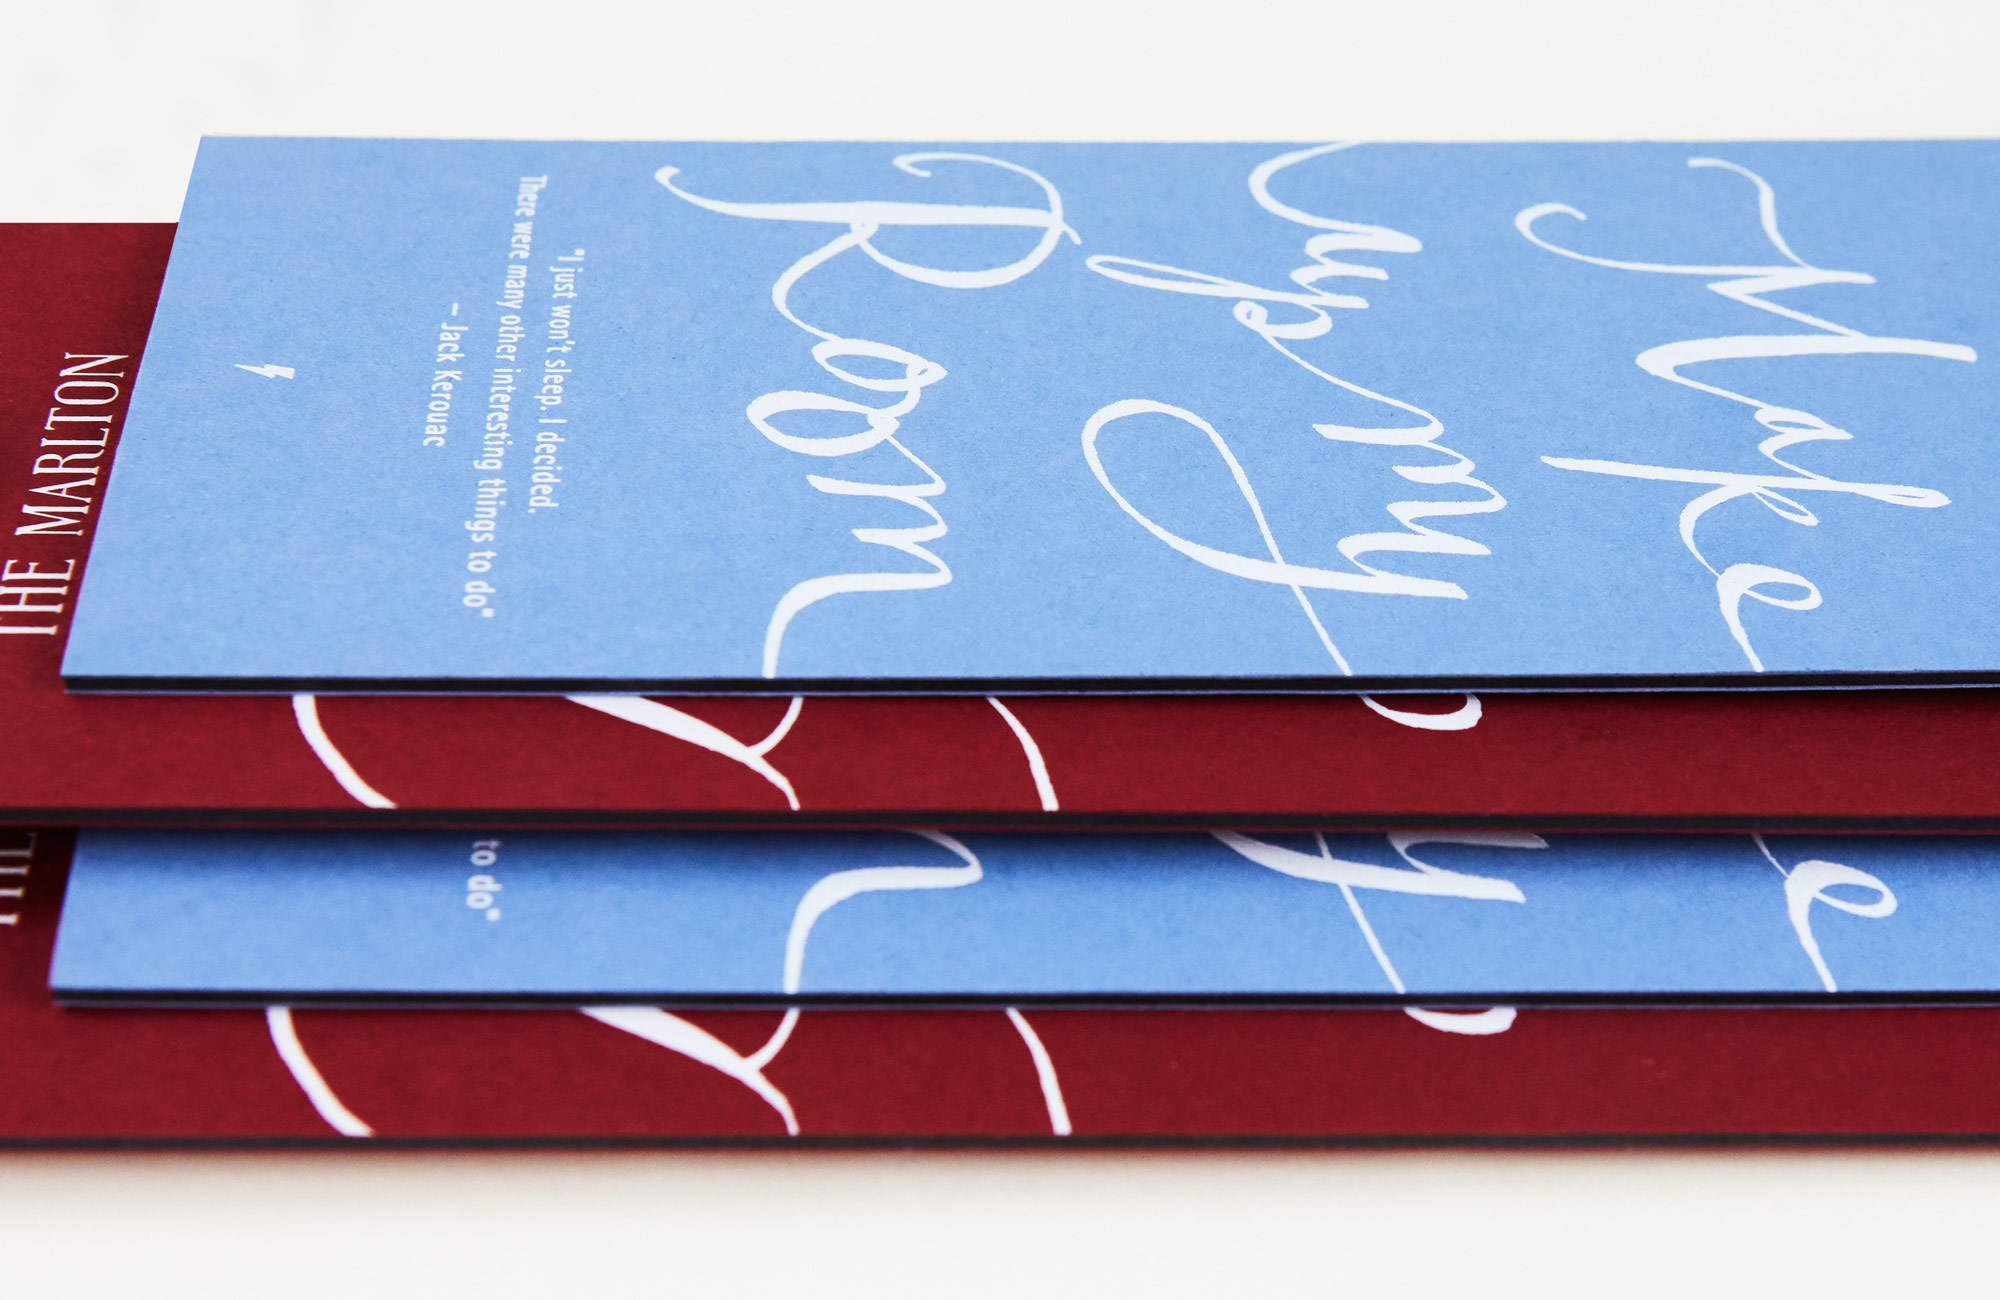 Make
up my
Room
"I just won't sleep. I decided.
There were many other interesting things to do"
– Jack Kerouac
THE MARLTON
y
e
n
to do"
THE